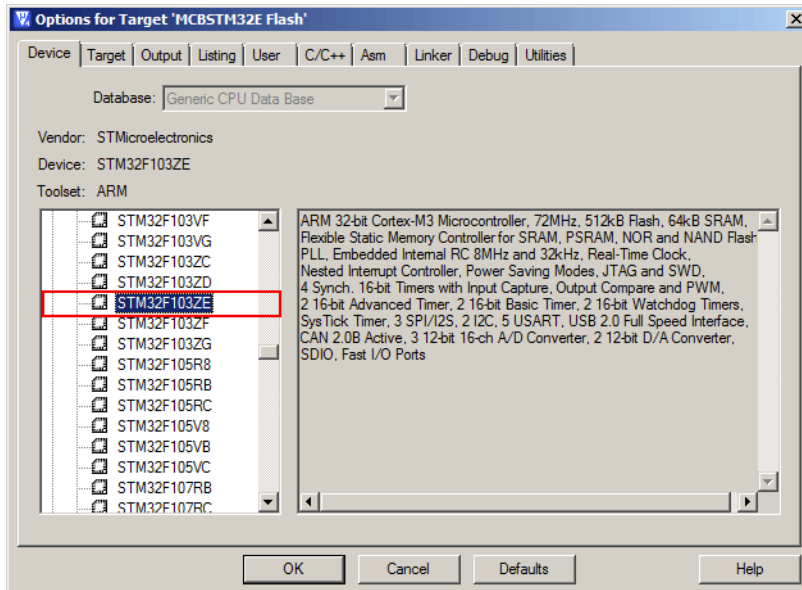 Options for Target 'MCBSTM32E Flash'
Device Target Output Listing User C/C++ Asm Linker Debug Utilities
Database: Generic CPU Data Base
Vendor: STMicroelectronics
Device: STM32F103ZE
Toolset: ARM
STM32F103VF
STM32F103VG
STM32F103ZC
STM32F103ZD
STM32F103ZE
STM32F103ZF
STM32F103ZG
STM32F105R8
STM32F105RB
STM32F105RC
STM32F105V8
STM32F105VB
STM32F105VC
STM32F107RB
STM32F107RC
ARM 32-bit Cortex-M3 Microcontroller, 72MHz, 512kB Flash, 64kB SRAM,
Flexible Static Memory Controller for SRAM, PSRAM, NOR and NAND Flash
PLL, Embedded Internal RC 8MHz and 32kHz, Real-Time Clock,
Nested Interrupt Controller, Power Saving Modes, JTAG and SWD,
4 Synch. 16-bit Timers with Input Capture, Output Compare and PWM,
2 16-bit Advanced Timer, 2 16-bit Basic Timer, 2 16-bit Watchdog Timers,
SysTick Timer, 3 SPI/I2S, 2 I2C, 5 USART, USB 2.0 Full Speed Interface,
CAN 2.0B Active, 3 12-bit 16-ch A/D Converter, 2 12-bit D/A Converter,
SDIO, Fast I/O Ports
OK Cancel Defaults Help